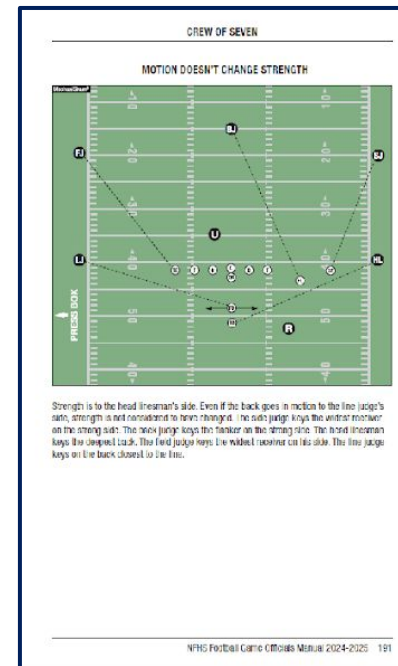 CREW OF SEVEN
MOTION DOESN'T CHANGE STRENGTH
FJ
BJ
SJ
U
LJ
HL
R
PRESS BOX
Strength is to the head linesman's side. Even if the back goes in motion to the line judge's
side, strength is not considered to have changed. The side judge keys the widest receiver
on the strong side. The back judge keys the flanker on the strong side. The head linesman
keys the deepest back. The field judge keys the widest receiver on his side. The line judge
keys on the back closest to the line.
NFHS Football Game Officials Manual 2024-2025 191